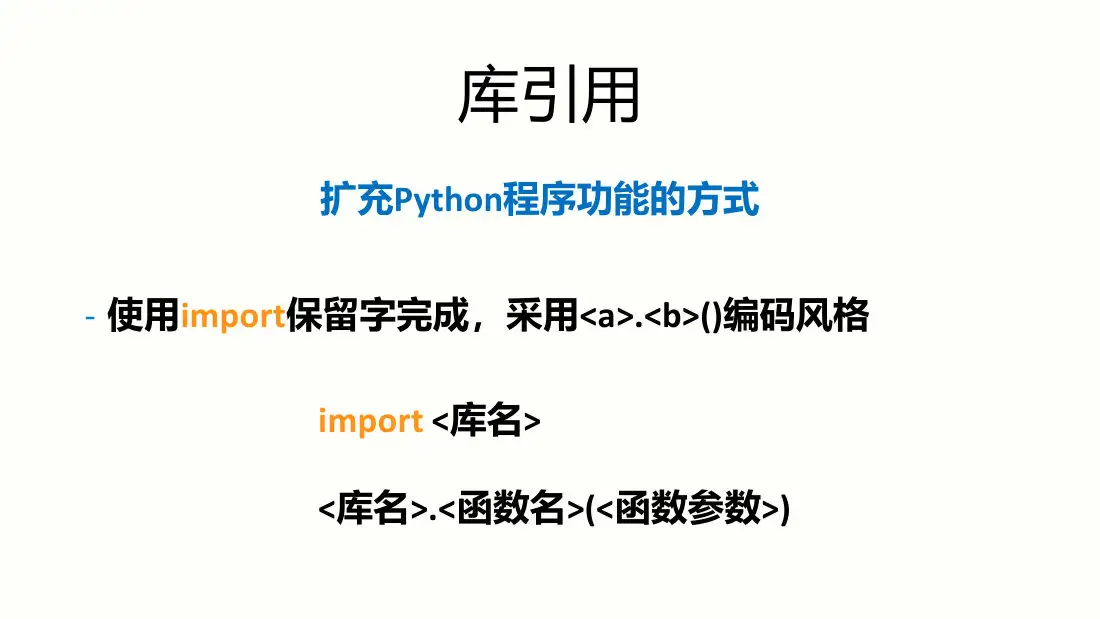 库引用
扩充Python程序功能的方式
- 使用import保留字完成，采用<a>.<b>()编码风格
import <库名>
<库名>.<函数名>(<函数参数>)